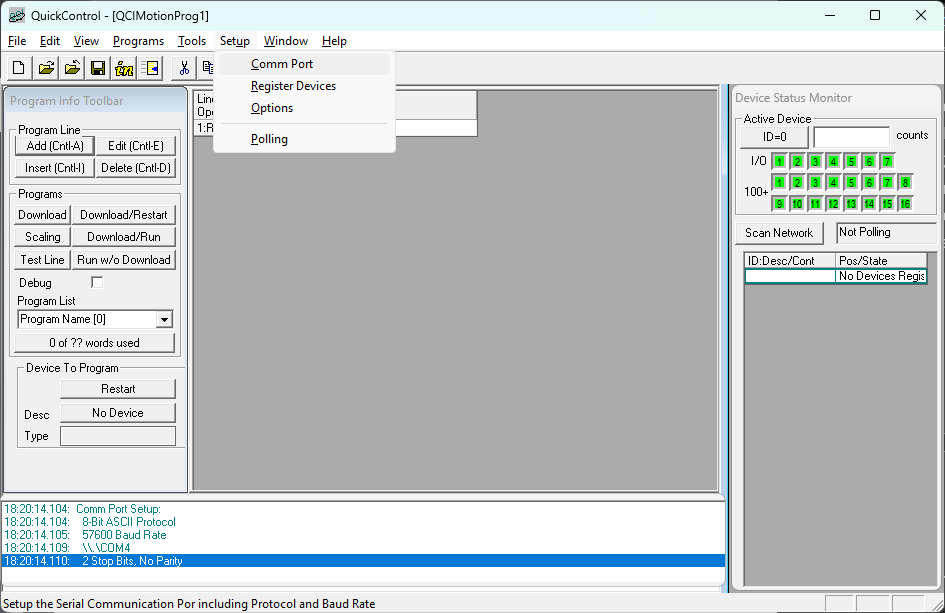 QuickControl - [QCIMotionProg1]
File Edit View Programs Tools Setup Window Help
Comm Port
Register Devices
Options
Polling
Program Info Toolbar
Program Line
Add (Cntl-A) Edit (Cntl-E)
Insert (Cntl-I) Delete (Cntl-D)
Programs
Download Download/Restart
Scaling Download/Run
Test Line Run w/o Download
Debug
Program List
Program Name [0]
0 of ?? words used
Device To Program
Restart
Desc No Device
Type
Line
Ope
1:R
Device Status Monitor
Active Device
ID=0 counts
I/O 1 2 3 4 5 6 7
100+ 1 2 3 4 5 6 7 8
9 10 11 12 13 14 15 16
Scan Network Not Polling
ID:Desc/Cont Pos/State
No Devices Regis
18:20:14.104: Comm Port Setup:
18:20:14.104: 8-Bit ASCII Protocol
18:20:14.105: 57600 Baud Rate
18:20:14.109: \\.\COM4
18:20:14.110: 2 Stop Bits, No Parity
Setup the Serial Communication Por including Protocol and Baud Rate